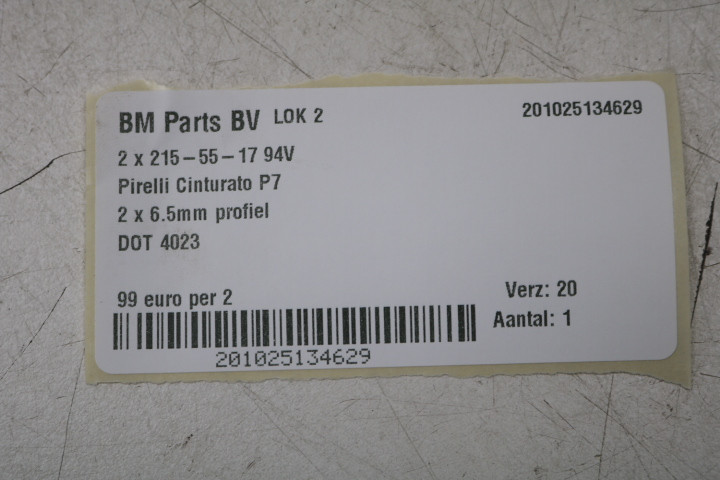 BM Parts BV LOK 2 201025134629
2 x 215-55-17 94V
Pirelli Cinturato P7
2 x 6.5mm profiel
DOT 4023
99 euro per 2 Verz: 20
Aantal: 1
201025134629